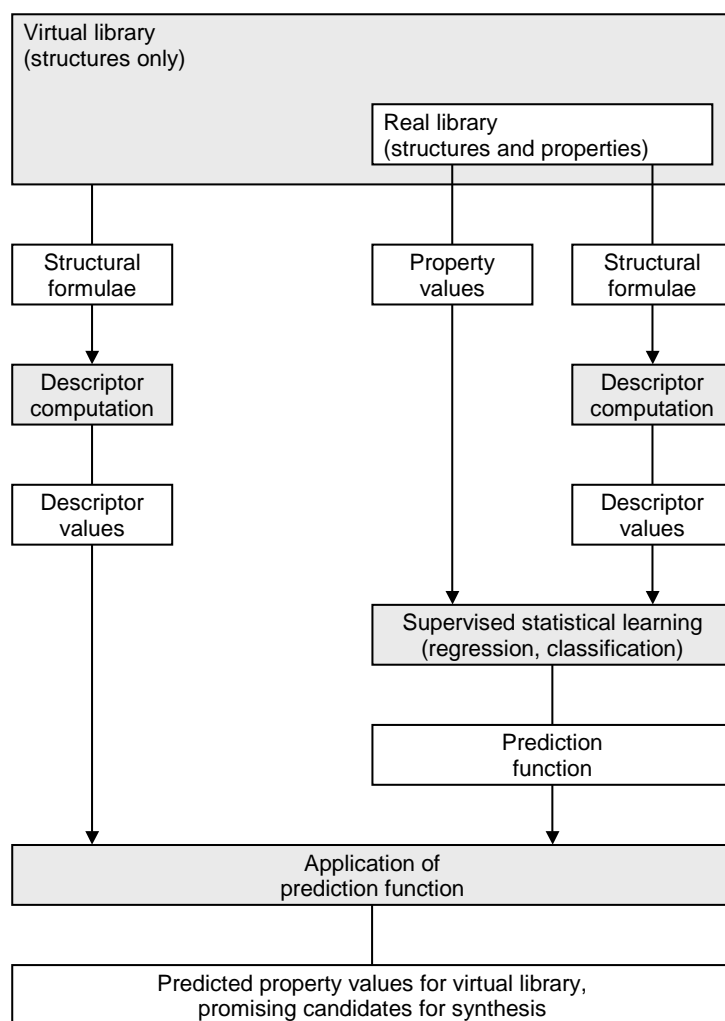 Virtual library
(structures only)
Real library
(structures and properties)
Structural
formulae
Property
values
Structural
formulae
Descriptor
computation
Descriptor
computation
Descriptor
values
Descriptor
values
Supervised statistical learning
(regression, classification)
Prediction
function
Application of
prediction function
Predicted property values for virtual library,
promising candidates for synthesis